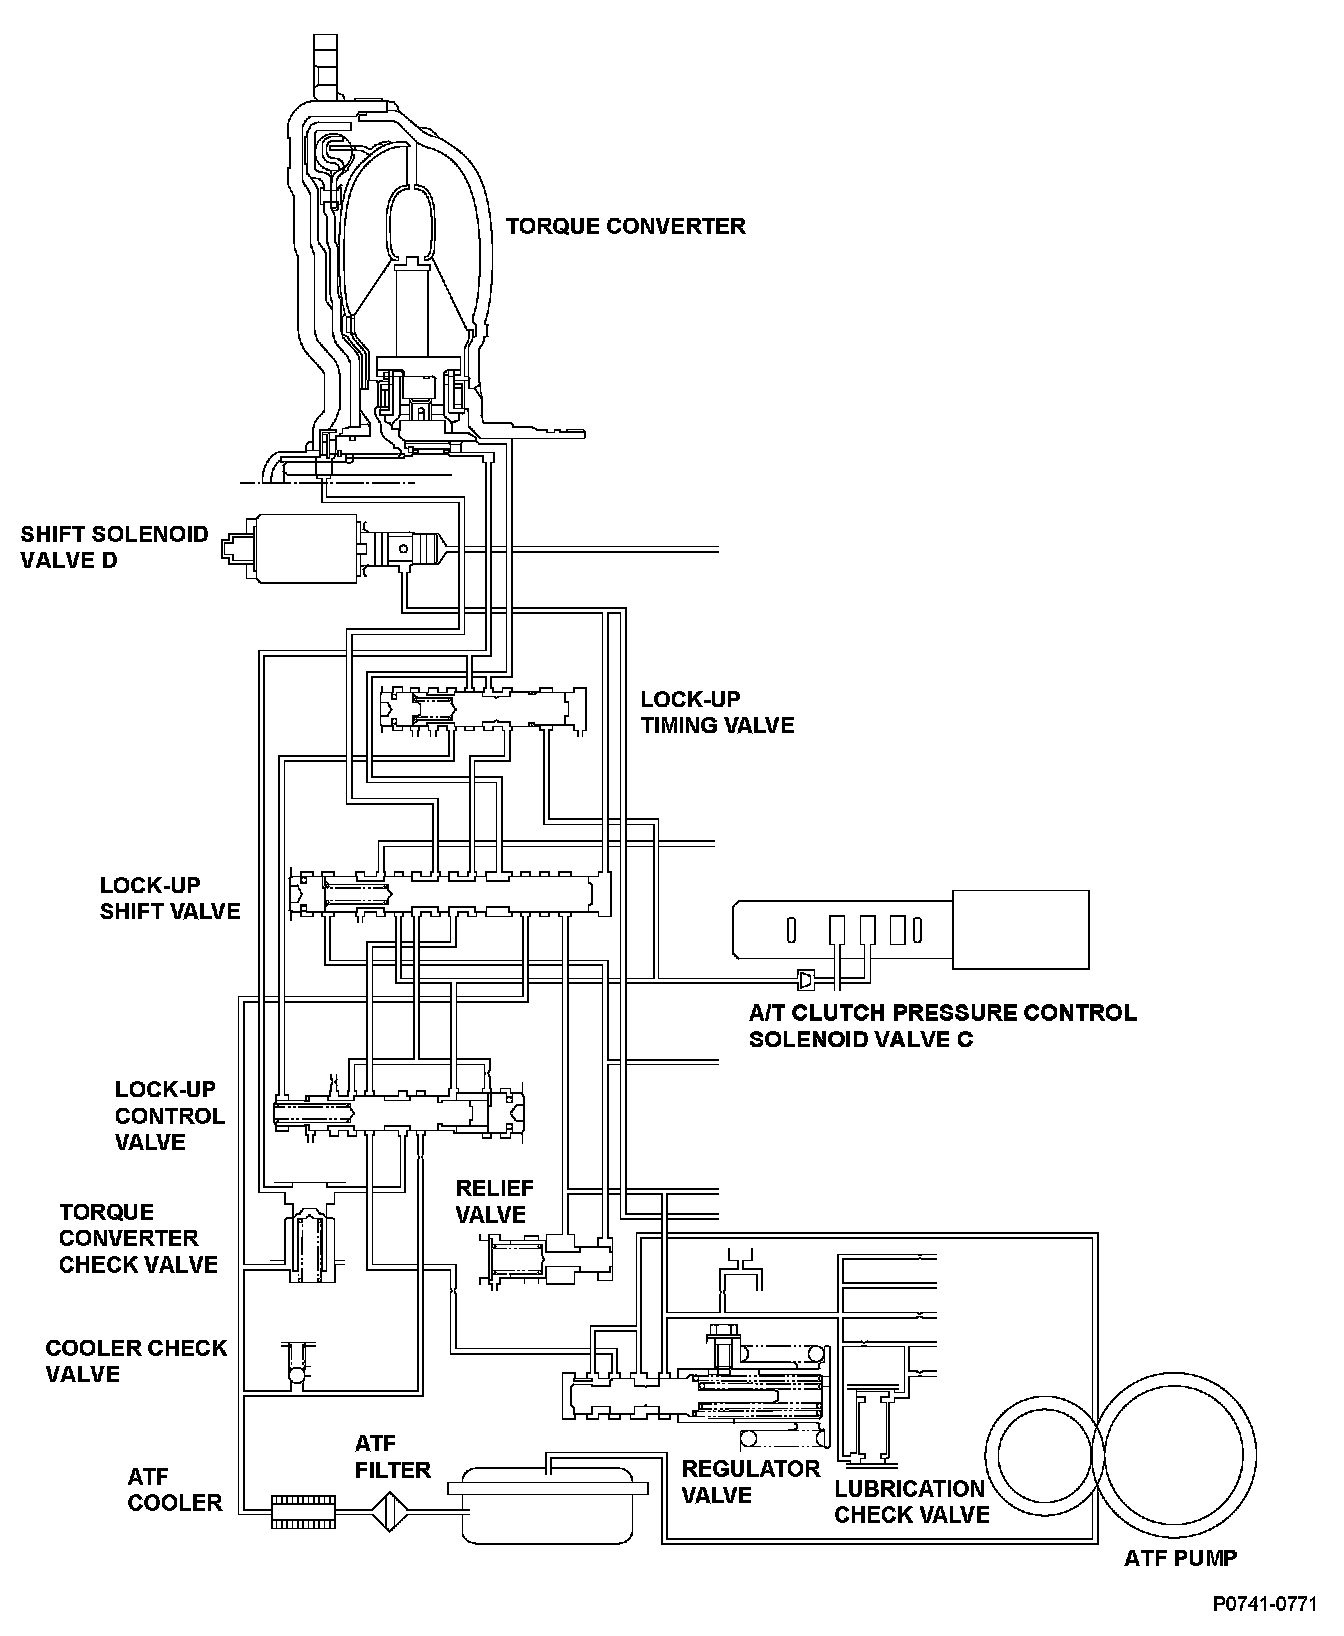 TORQUE CONVERTER
SHIFT SOLENOID
VALVE D
LOCK-UP
TIMING VALVE
LOCK-UP
SHIFT VALVE
A/T CLUTCH PRESSURE CONTROL
SOLENOID VALVE C
LOCK-UP
CONTROL
VALVE
RELIEF
VALVE
TORQUE
CONVERTER
CHECK VALVE
COOLER CHECK
VALVE
ATF
FILTER
ATF
COOLER
REGULATOR
VALVE
LUBRICATION
CHECK VALVE
ATF PUMP
P0741-0771